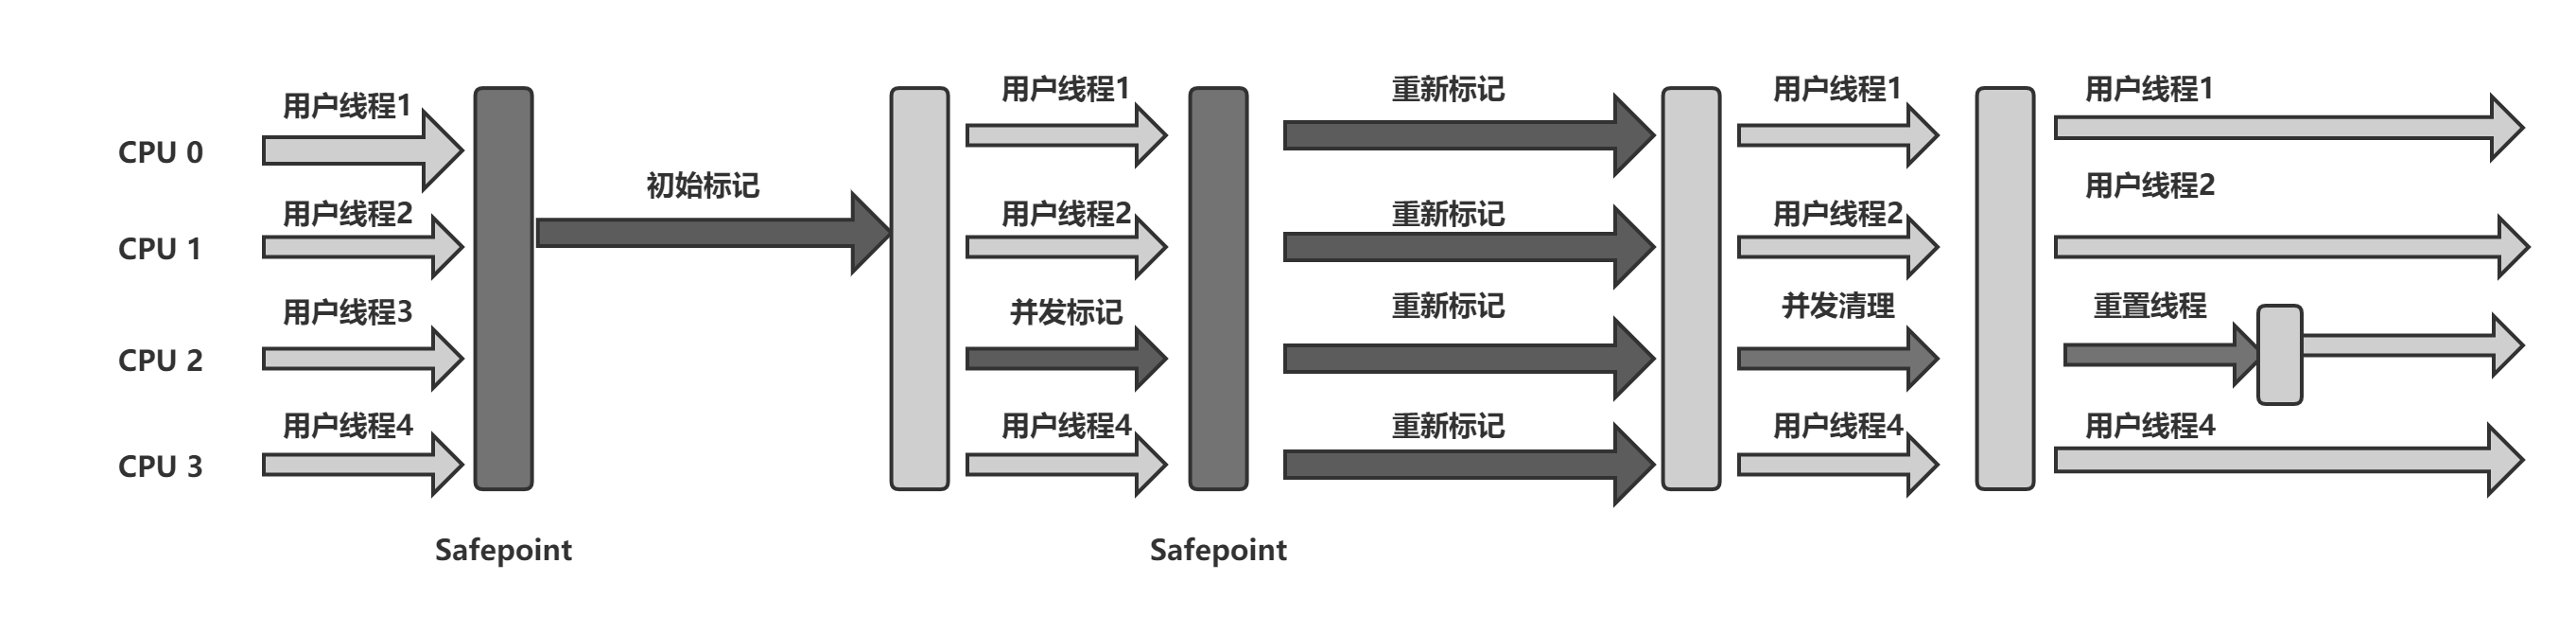 用户线程1
用户线程1
重新标记
用户线程1
用户线程1
CPU 0
初始标记
用户线程2
用户线程2
用户线程2
重新标记
用户线程2
CPU 1
用户线程3
并发标记
重新标记
并发清理
重置线程
CPU 2
用户线程4
用户线程4
重新标记
用户线程4
用户线程4
CPU 3
Safepoint
Safepoint